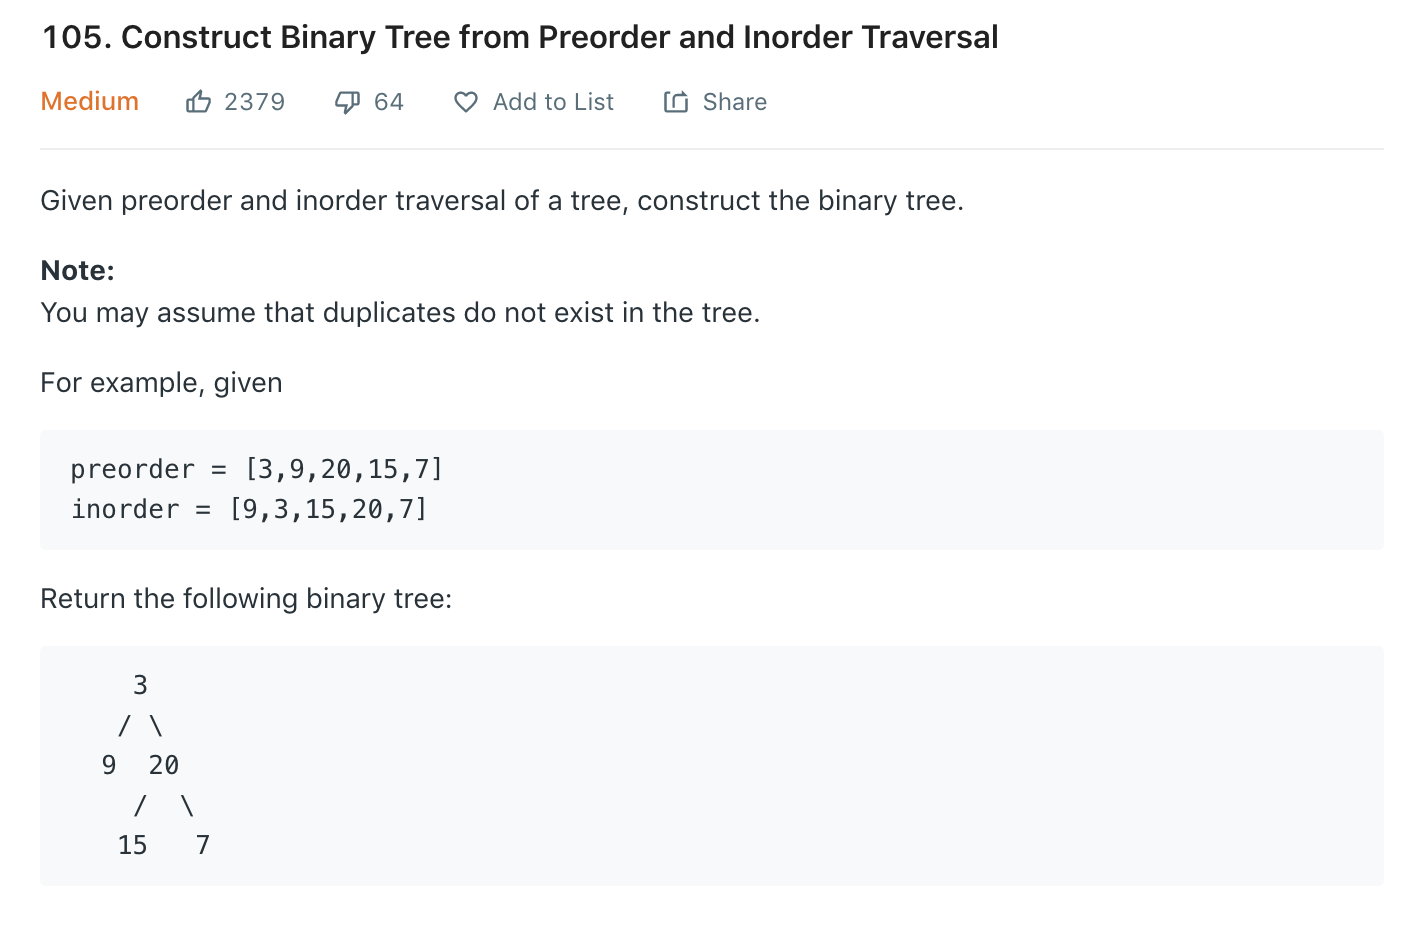 105. Construct Binary Tree from Preorder and Inorder Traversal
Medium 2379 64 Add to List Share
Given preorder and inorder traversal of a tree, construct the binary tree.
Note:
You may assume that duplicates do not exist in the tree.
For example, given
preorder = [3,9,20,15,7]
inorder = [9,3,15,20,7]
Return the following binary tree:
    3
   / \
  9  20
    /  \
   15   7